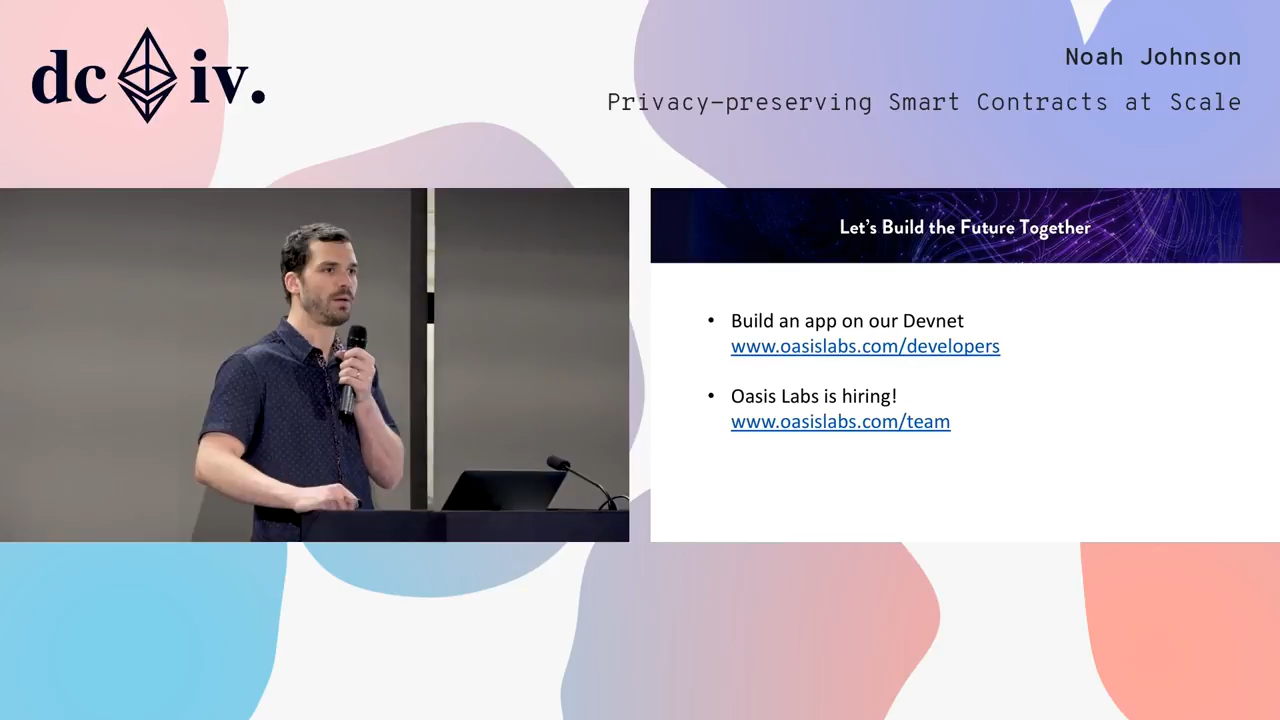 dc iv.
Noah Johnson
Privacy-preserving Smart Contracts at Scale
Let's Build the Future Together
• Build an app on our Devnet
www.oasislabs.com/developers
• Oasis Labs is hiring!
www.oasislabs.com/team